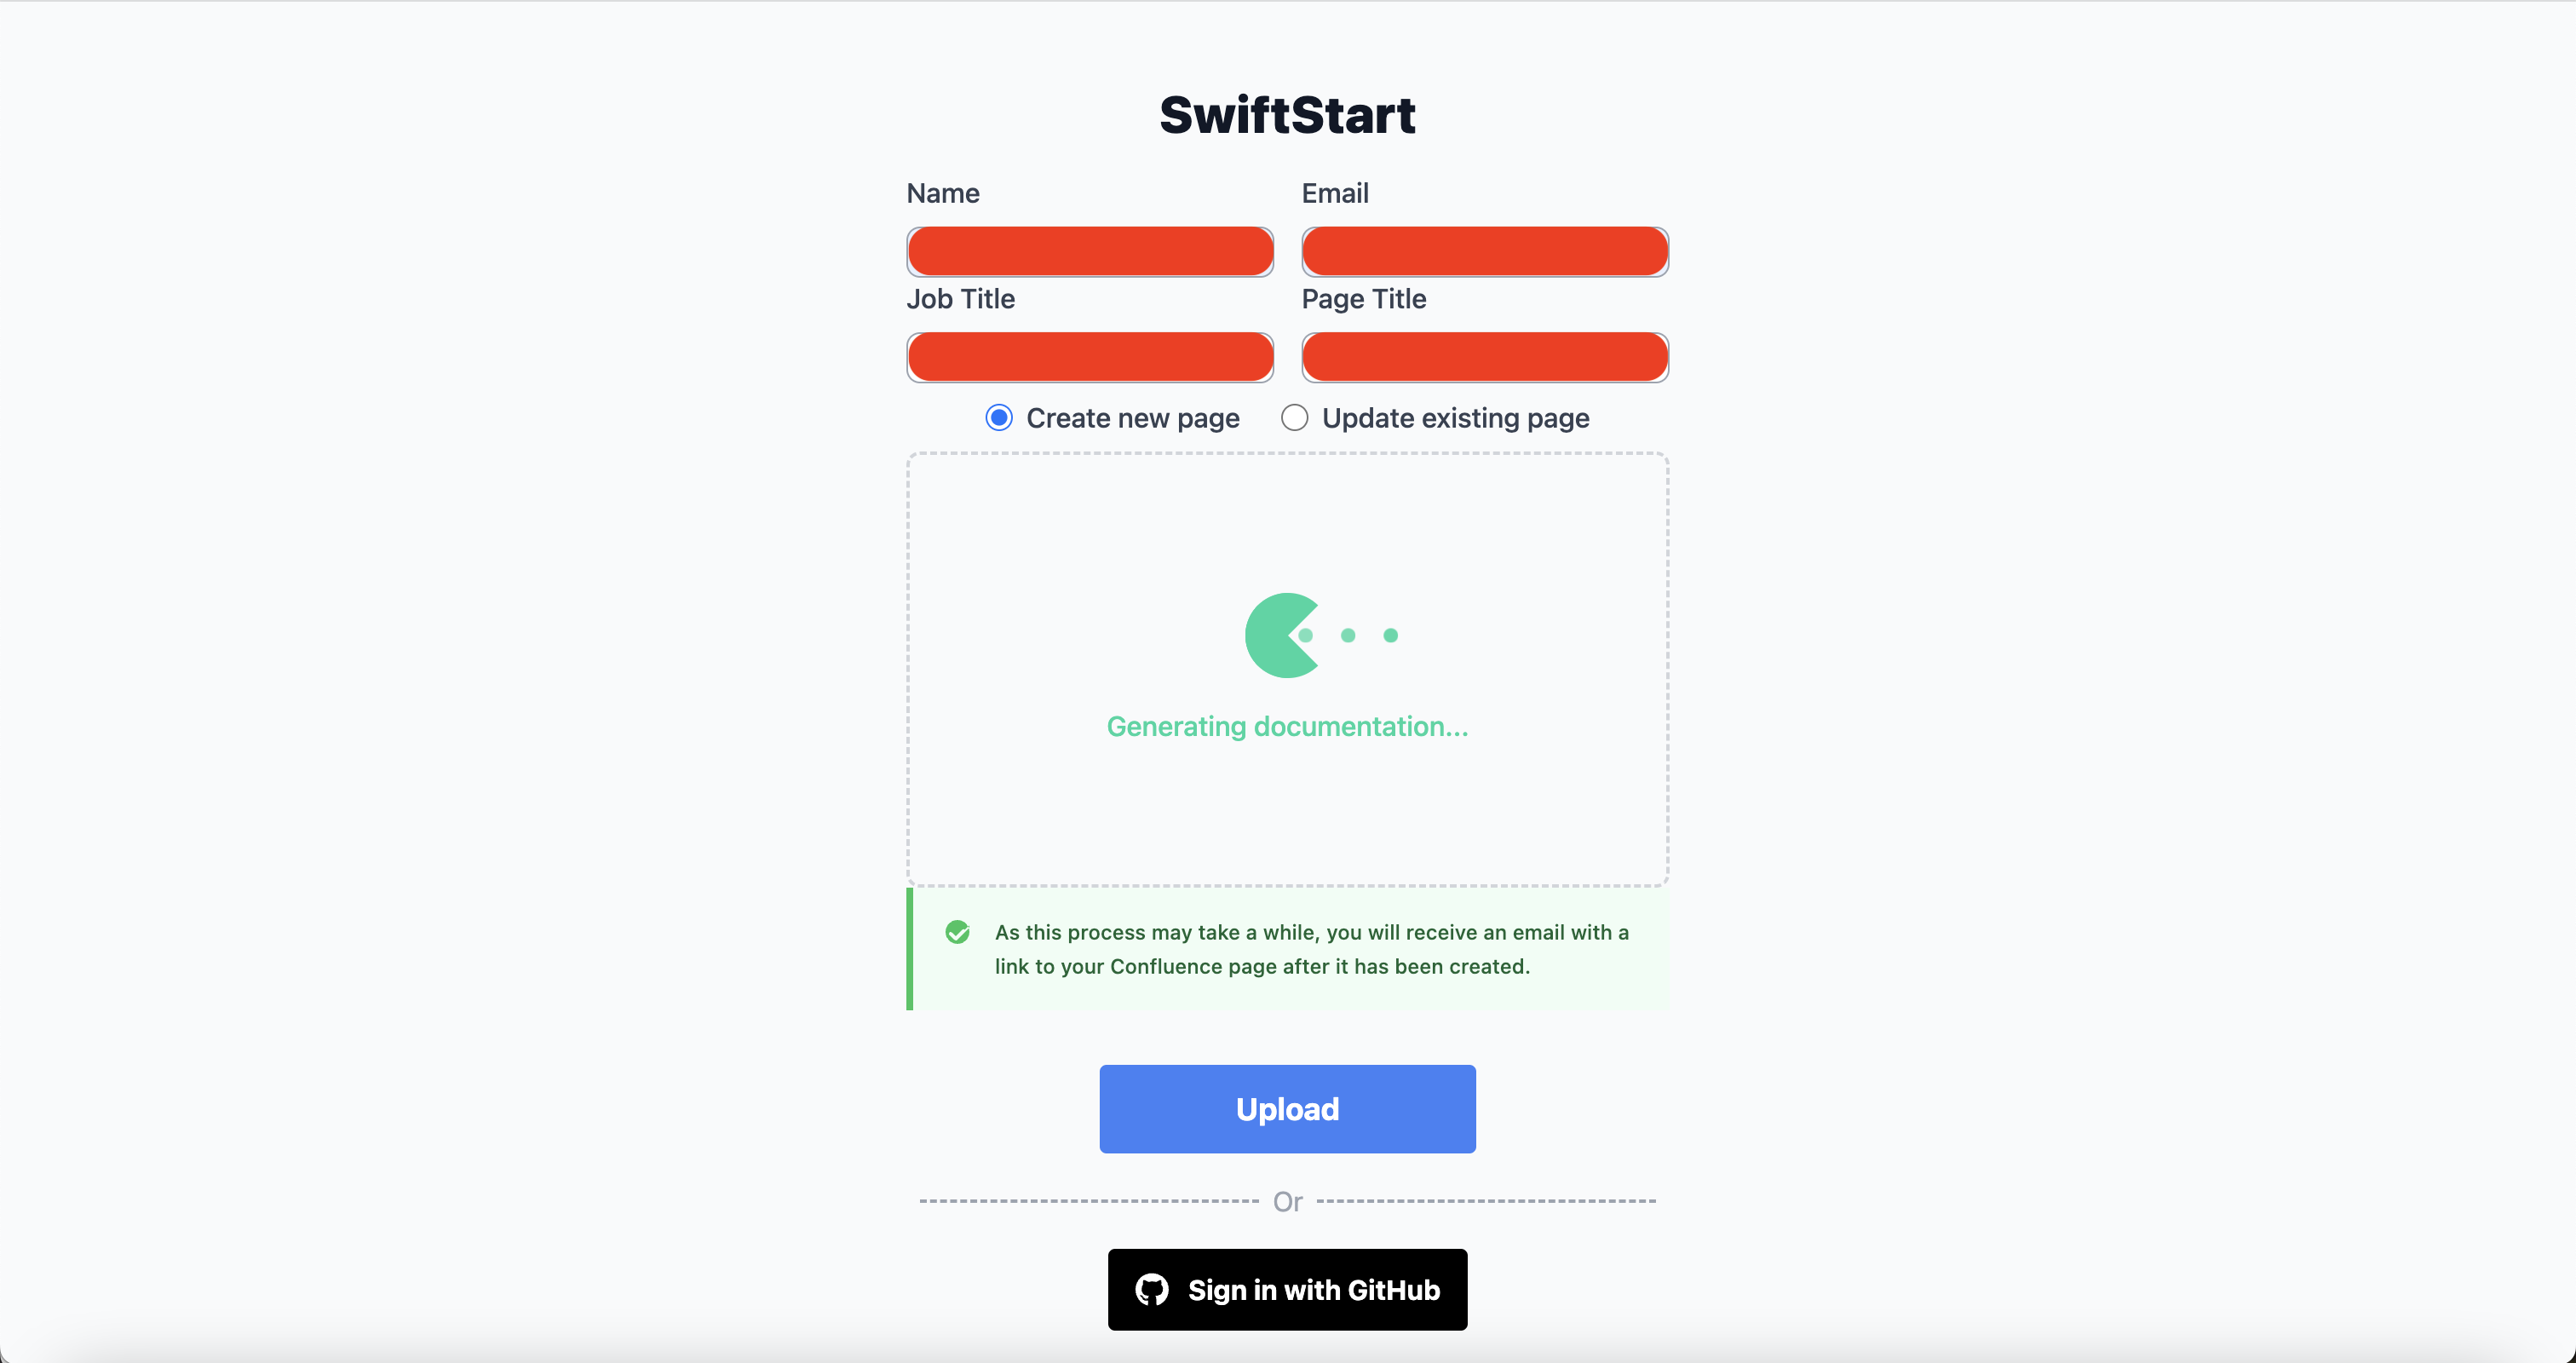 SwiftStart
Name
Email
Job Title
Page Title
Create new page
Update existing page
Generating documentation...
As this process may take a while, you will receive an email with a
link to your Confluence page after it has been created.
Upload
Or
Sign in with GitHub